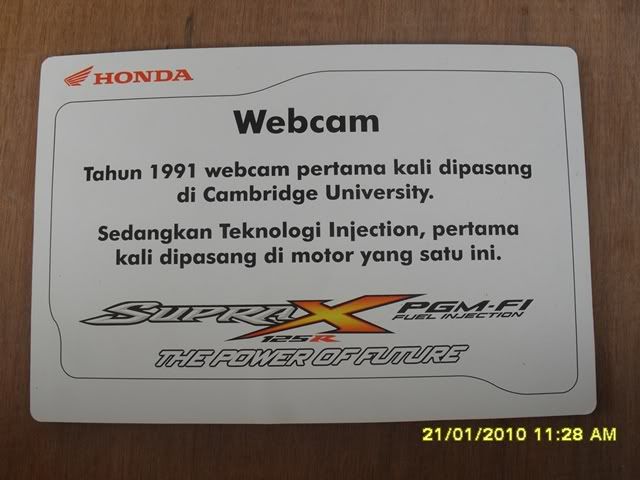 HONDA
Webcam
Tahun 1991 webcam pertama kali dipasang
di Cambridge University.
Sedangkan Teknologi Injection, pertama
kali dipasang di motor yang satu ini.
SUPRA X PGM-FI
FUEL INJECTION
125R
THE POWER OF FUTURE
21/01/2010 11:28 AM